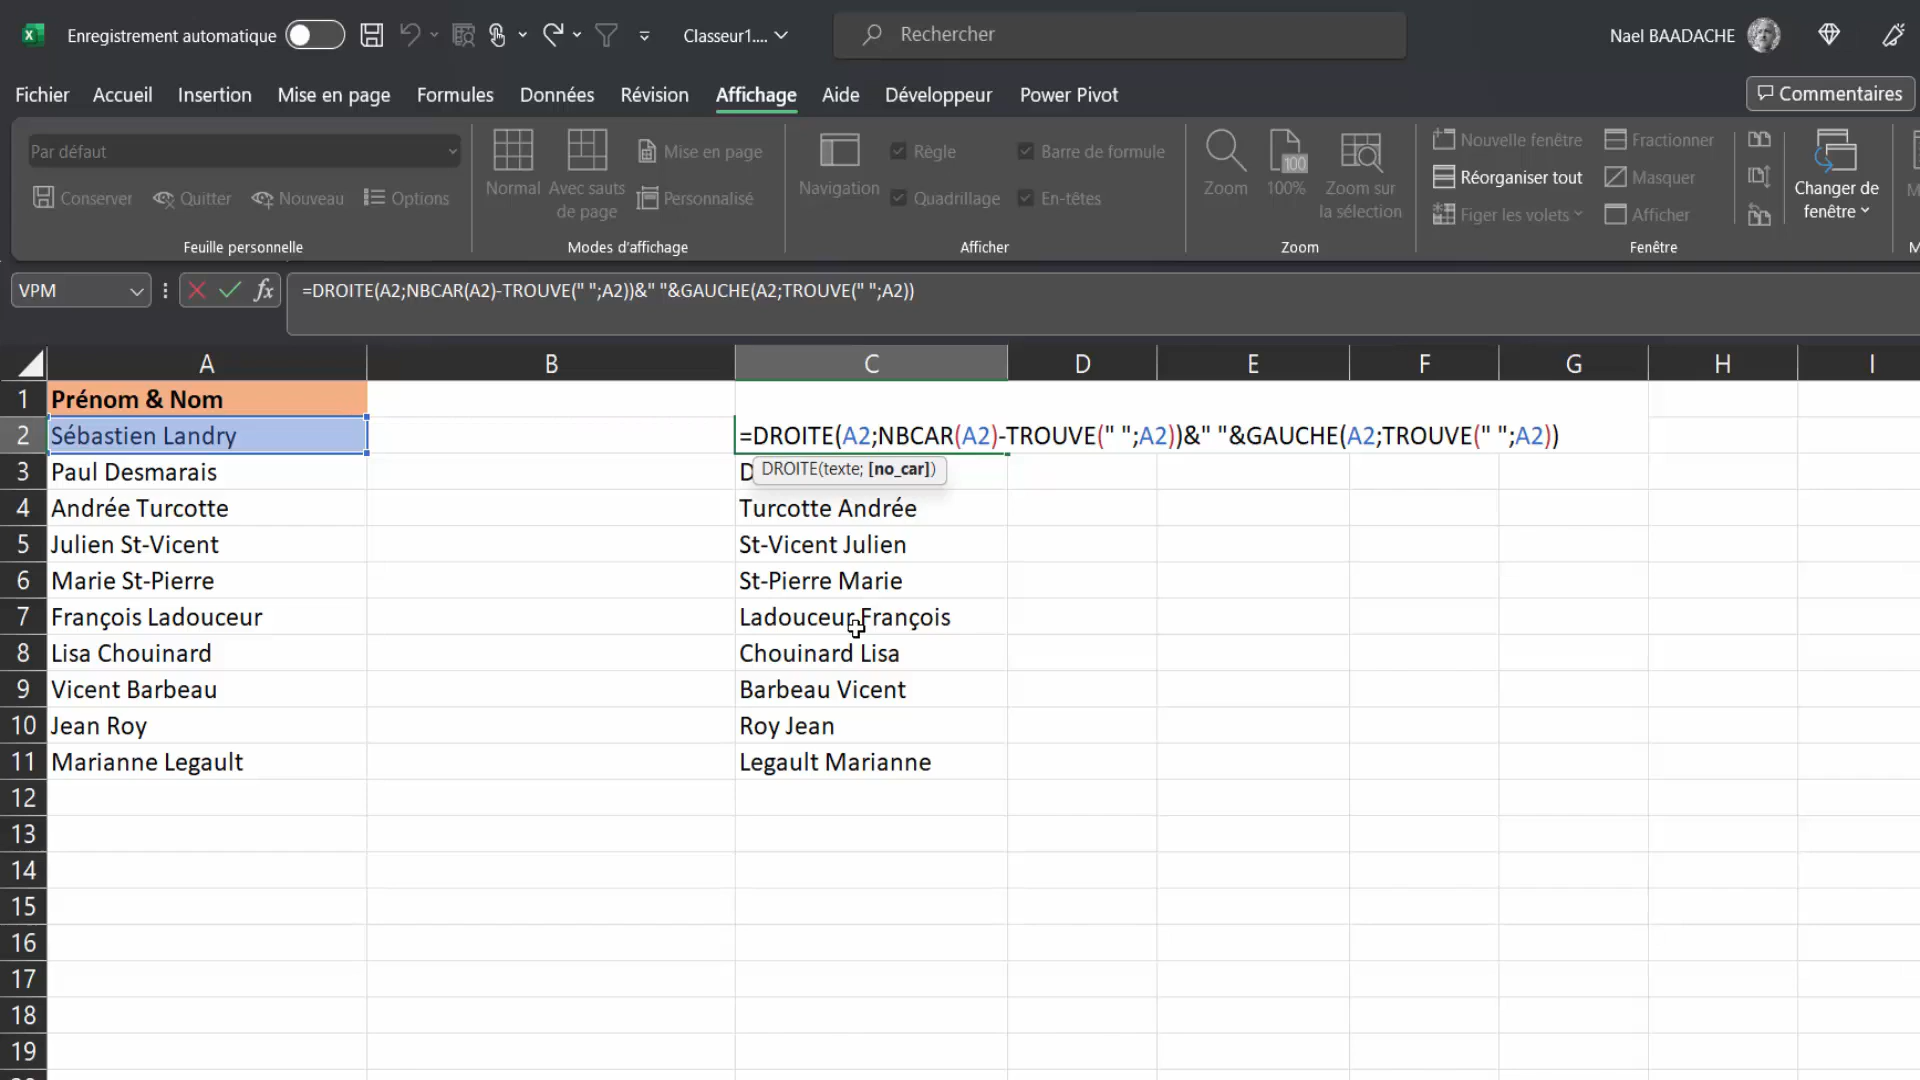 Enregistrement automatique
Classeur1....
Rechercher
Nael BAADACHE
Fichier Accueil Insertion Mise en page Formules Données Révision Affichage Aide Développeur Power Pivot
Commentaires
Par défaut
Conserver Quitter Nouveau Options
Feuille personnelle
Normal
Avec sauts
de page
Mise en page
Personnalisé
Modes d'affichage
Navigation
Règle
Barre de formule
Quadrillage
En-têtes
Afficher
Zoom
100
100%
Zoom sur
la sélection
Zoom
Nouvelle fenêtre
Réorganiser tout
Figer les volets
Fractionner
Masquer
Afficher
Changer de
fenêtre
Fenêtre
VPM
fx
=DROITE(A2;NBCAR(A2)-TROUVE(" ";A2))&" "&GAUCHE(A2;TROUVE(" ";A2))
A B C D E F G H I
1 Prénom & Nom
2 Sébastien Landry =DROITE(A2;NBCAR(A2)-TROUVE(" ";A2))&" "&GAUCHE(A2;TROUVE(" ";A2))
DROITE(texte; [no_car])
3 Paul Desmarais D
4 Andrée Turcotte Turcotte Andrée
5 Julien St-Vicent St-Vicent Julien
6 Marie St-Pierre St-Pierre Marie
7 François Ladouceur Ladouceur François
8 Lisa Chouinard Chouinard Lisa
9 Vicent Barbeau Barbeau Vicent
10 Jean Roy Roy Jean
11 Marianne Legault Legault Marianne
12
13
14
15
16
17
18
19